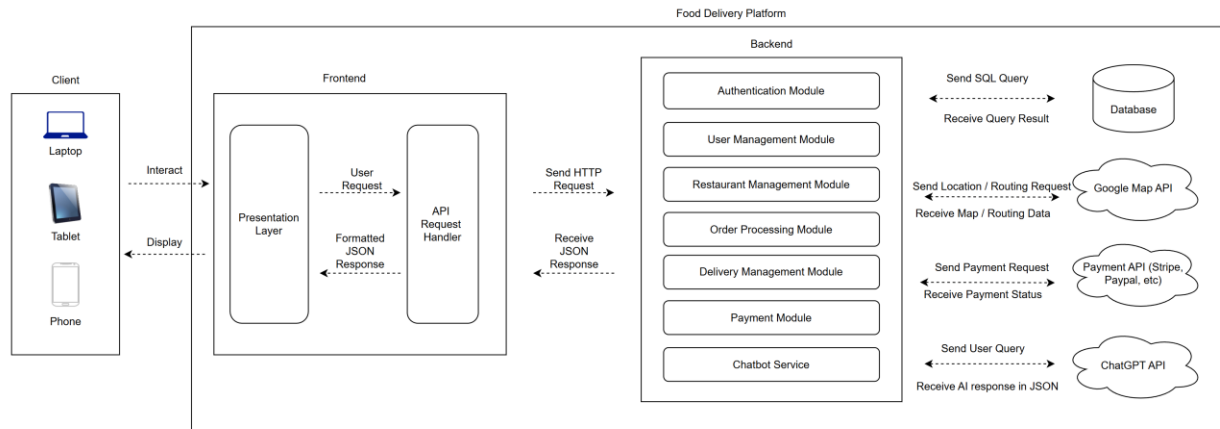 Food Delivery Platform
Client
Laptop
Tablet
Phone
Interact
Display
Frontend
Presentation
Layer
User
Request
Formatted
JSON
Response
API
Request
Handler
Send HTTP
Request
Receive
JSON
Response
Backend
Authentication Module
User Management Module
Restaurant Management Module
Order Processing Module
Delivery Management Module
Payment Module
Chatbot Service
Send SQL Query
Receive Query Result
Database
Send Location / Routing Request
Receive Map / Routing Data
Google Map API
Send Payment Request
Receive Payment Status
Payment API (Stripe,
Paypal, etc)
Send User Query
Receive AI response in JSON
ChatGPT API